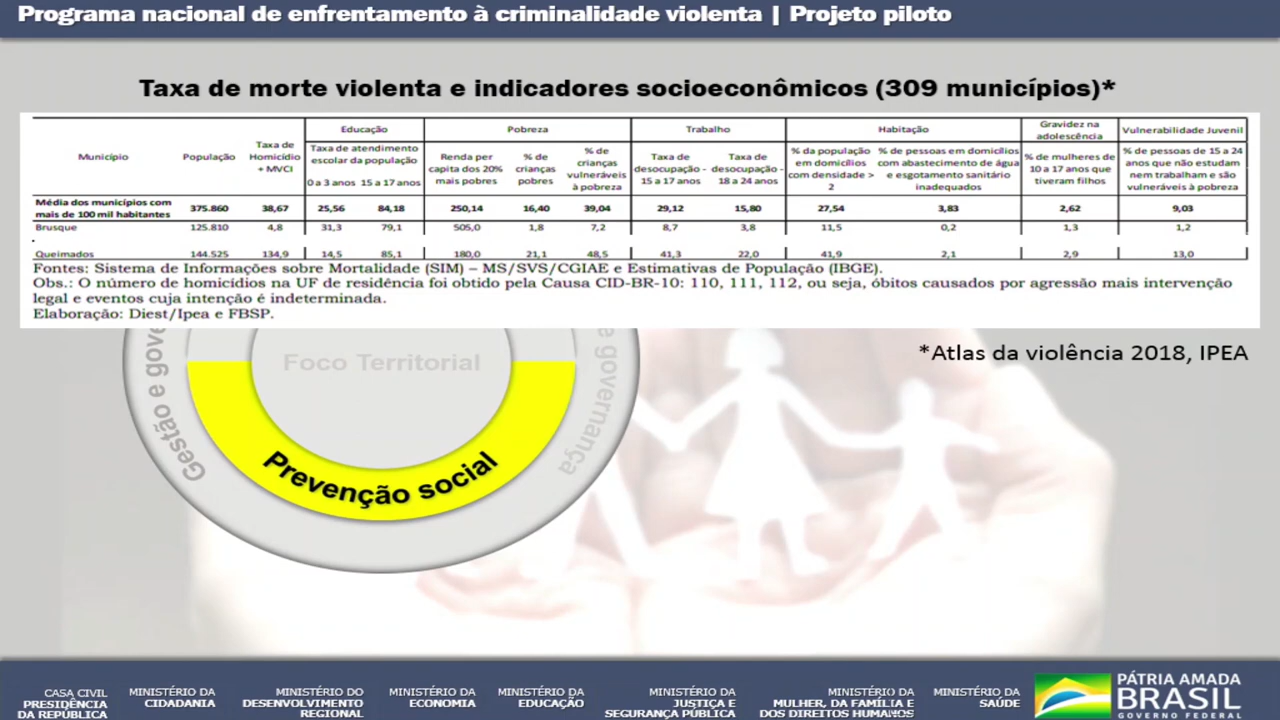 Programa nacional de enfrentamento à criminalidade violenta | Projeto piloto
Taxa de morte violenta e indicadores socioeconômicos (309 municípios)*
Educação Pobreza Trabalho Habitação Gravidez na adolescência Vulnerabilidade Juvenil
Município População Taxa de Homicídio + MVCI Taxa de atendimento escolar da população 0 a 3 anos 15 a 17 anos Renda per capita dos 20% mais pobres % de crianças pobres % de crianças vulneráveis à pobreza Taxa de desocupação - 15 a 17 anos Taxa de desocupação - 18 a 24 anos % da população em domicílios com densidade > 2 % de pessoas em domicílios com abastecimento de água e esgotamento sanitário inadequados % de mulheres de 10 a 17 anos que tiveram filhos % de pessoas de 15 a 24 anos que não estudam nem trabalham e são vulneráveis à pobreza
Média dos municípios com mais de 100 mil habitantes 375.860 38,67 25,56 84,18 250,14 16,40 39,04 29,12 15,80 27,54 3,83 2,62 9,03
Brusque 125.810 4,8 31,3 79,1 505,0 1,8 7,2 8,7 3,8 11,5 0,2 1,3 1,2
Queimados 144.525 134,9 14,5 85,1 180,0 21,1 48,5 41,3 22,0 41,9 2,1 2,9 13,0
Fontes: Sistema de Informações sobre Mortalidade (SIM) – MS/SVS/CGIAE e Estimativas de População (IBGE).
Obs.: O número de homicídios na UF de residência foi obtido pela Causa CID-BR-10: 110, 111, 112, ou seja, óbitos causados por agressão mais intervenção
legal e eventos cuja intenção é indeterminada.
Elaboração: Diest/Ipea e FBSP.
*Atlas da violência 2018, IPEA
Foco Territorial
Gestão e gove
e governança
Prevenção social
CASA CIVIL
PRESIDÊNCIA
DA REPÚBLICA
MINISTÉRIO DA
CIDADANIA
MINISTÉRIO DO
DESENVOLVIMENTO
REGIONAL
MINISTÉRIO DA
ECONOMIA
MINISTÉRIO DA
EDUCAÇÃO
MINISTÉRIO DA
JUSTIÇA E
SEGURANÇA PÚBLICA
MINISTÉRIO DA
MULHER, DA FAMÍLIA E
DOS DIREITOS HUMANOS
MINISTÉRIO DA
SAÚDE
PÁTRIA AMADA
BRASIL
GOVERNO FEDERAL